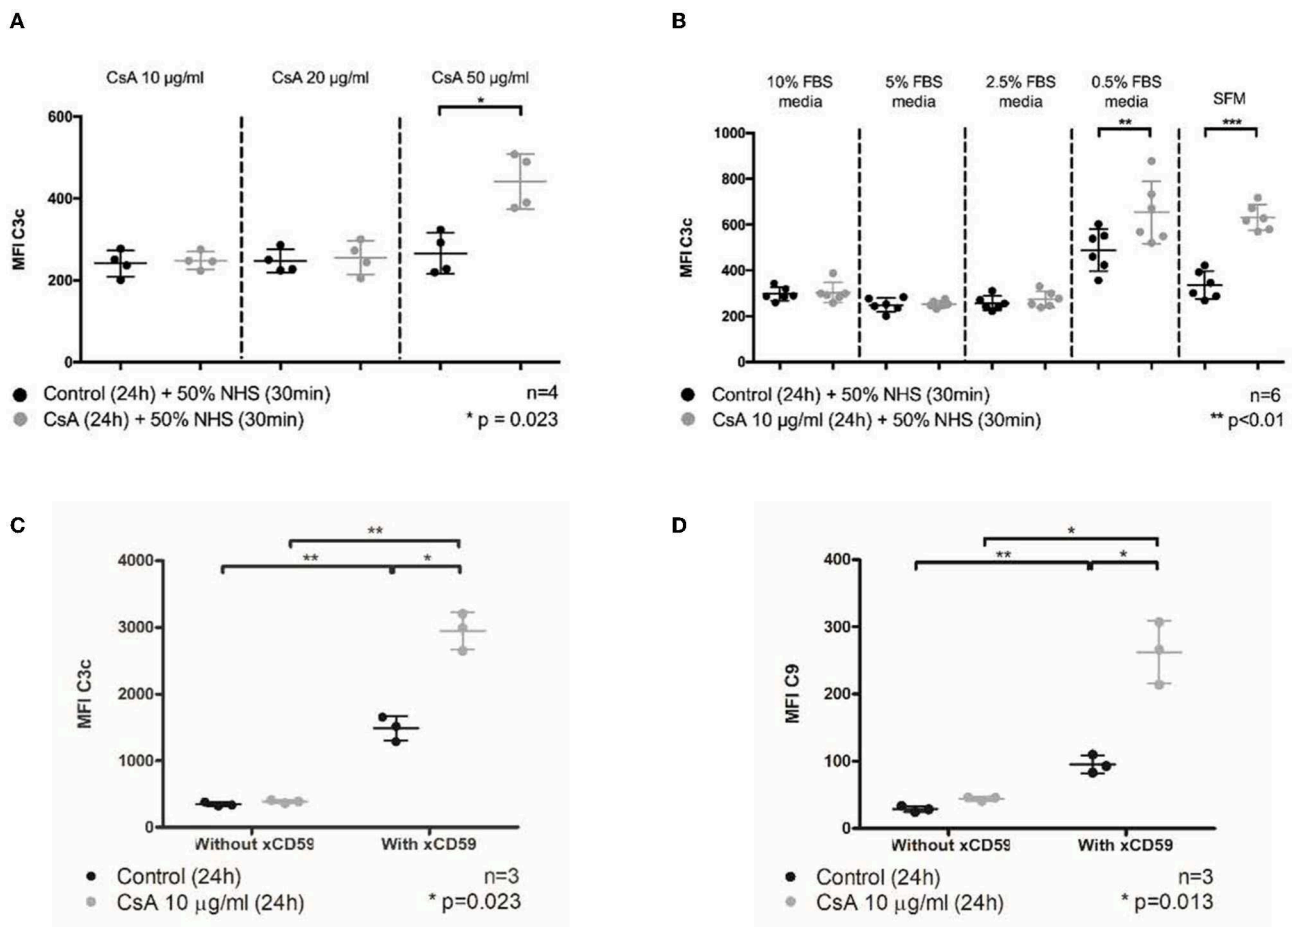 A
CsA 10 µg/ml
CsA 20 µg/ml
CsA 50 µg/ml
*
600
400
200
0
MFI C3c
Control (24h) + 50% NHS (30min)
n=4
CsA (24h) + 50% NHS (30min)
* p = 0.023
B
10% FBS
media
5% FBS
media
2.5% FBS
media
0.5% FBS
media
SFM
**
***
1000
800
600
400
200
0
MFI C3c
Control (24h) + 50% NHS (30min)
n=6
CsA 10 µg/ml (24h) + 50% NHS (30min)
** p<0.01
C
**
**
*
4000
3000
2000
1000
0
MFI C3c
Without xCD59
With xCD59
Control (24h)
n=3
CsA 10 µg/ml (24h)
* p=0.023
D
*
**
*
400
300
200
100
0
MFI C9
Without xCD59
With xCD59
Control (24h)
n=3
CsA 10 µg/ml (24h)
* p=0.013